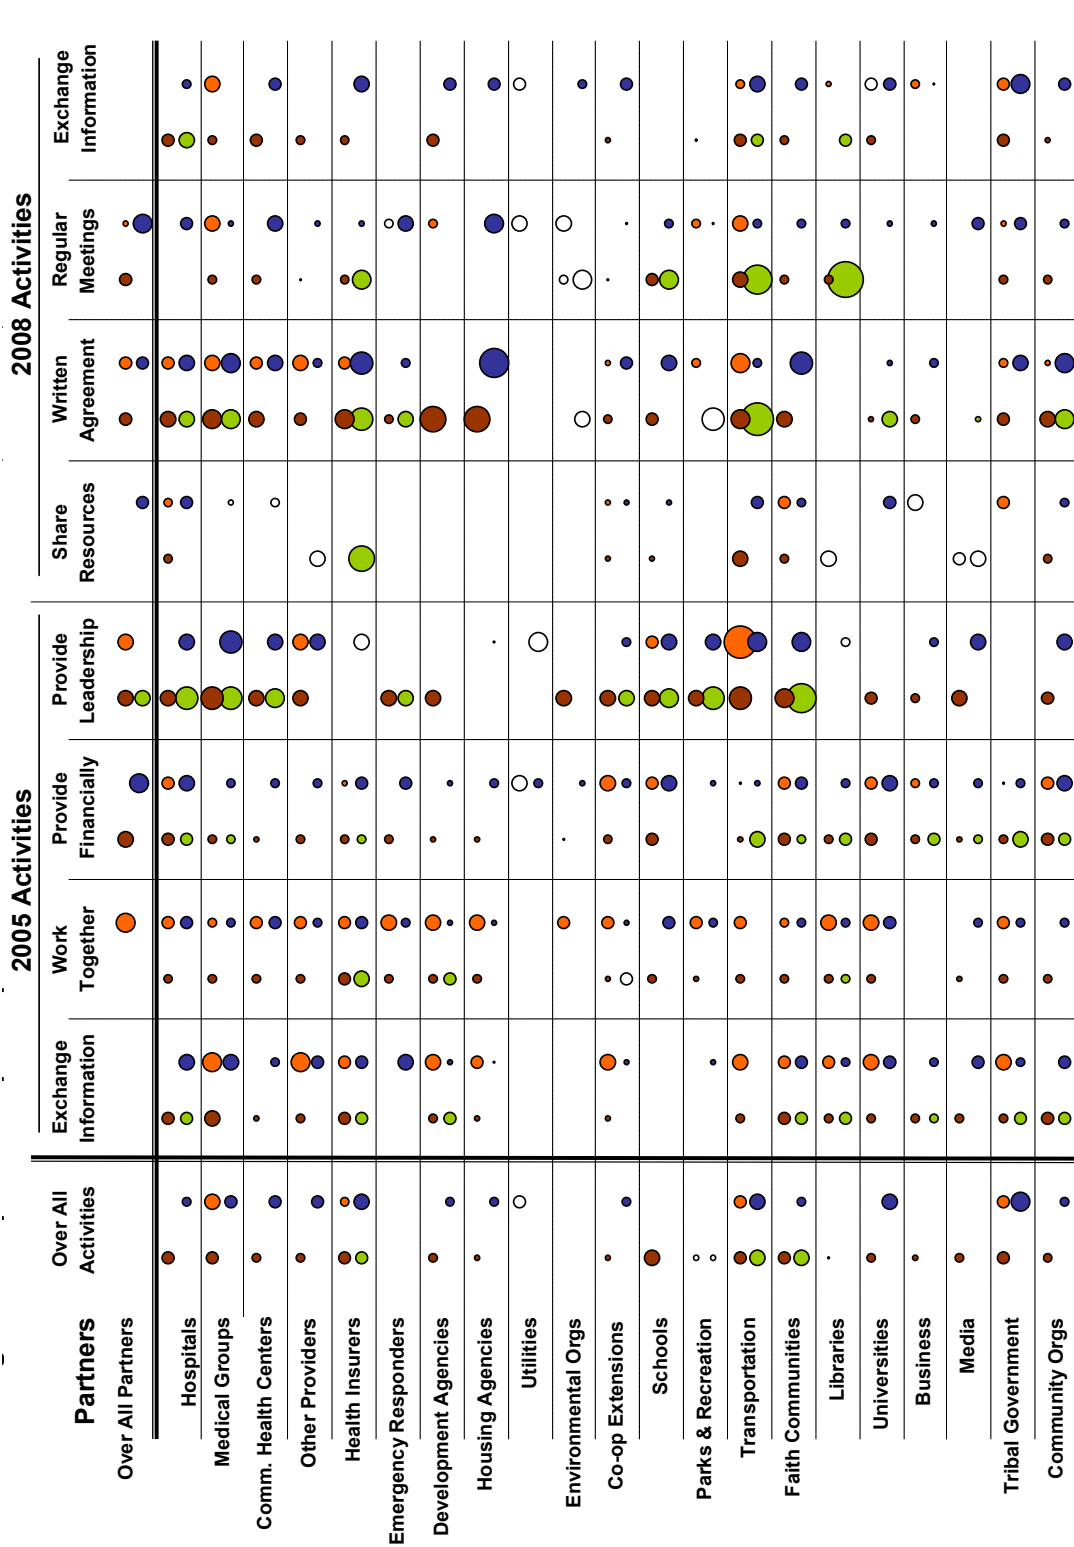 2005 Activities
2008 Activities
Partners
Over All
Activities
Exchange
Information
Work
Together
Provide
Financially
Provide
Leadership
Share
Resources
Written
Agreement
Regular
Meetings
Exchange
Information
Over All Partners
Hospitals
Medical Groups
Comm. Health Centers
Other Providers
Health Insurers
Emergency Responders
Development Agencies
Housing Agencies
Utilities
Environmental Orgs
Co-op Extensions
Schools
Parks & Recreation
Transportation
Faith Communities
Libraries
Universities
Business
Media
Tribal Government
Community Orgs